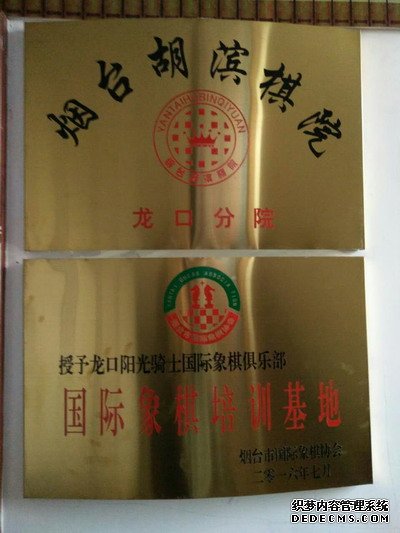 烟台胡滨棋院
YANTAIHUBINQIYUAN
龙口分院
授予龙口阳光骑士国际象棋俱乐部
国际象棋培训基地
烟台市国际象棋协会
二零一六年七月
织梦内容管理系统
DEDECMS.COM